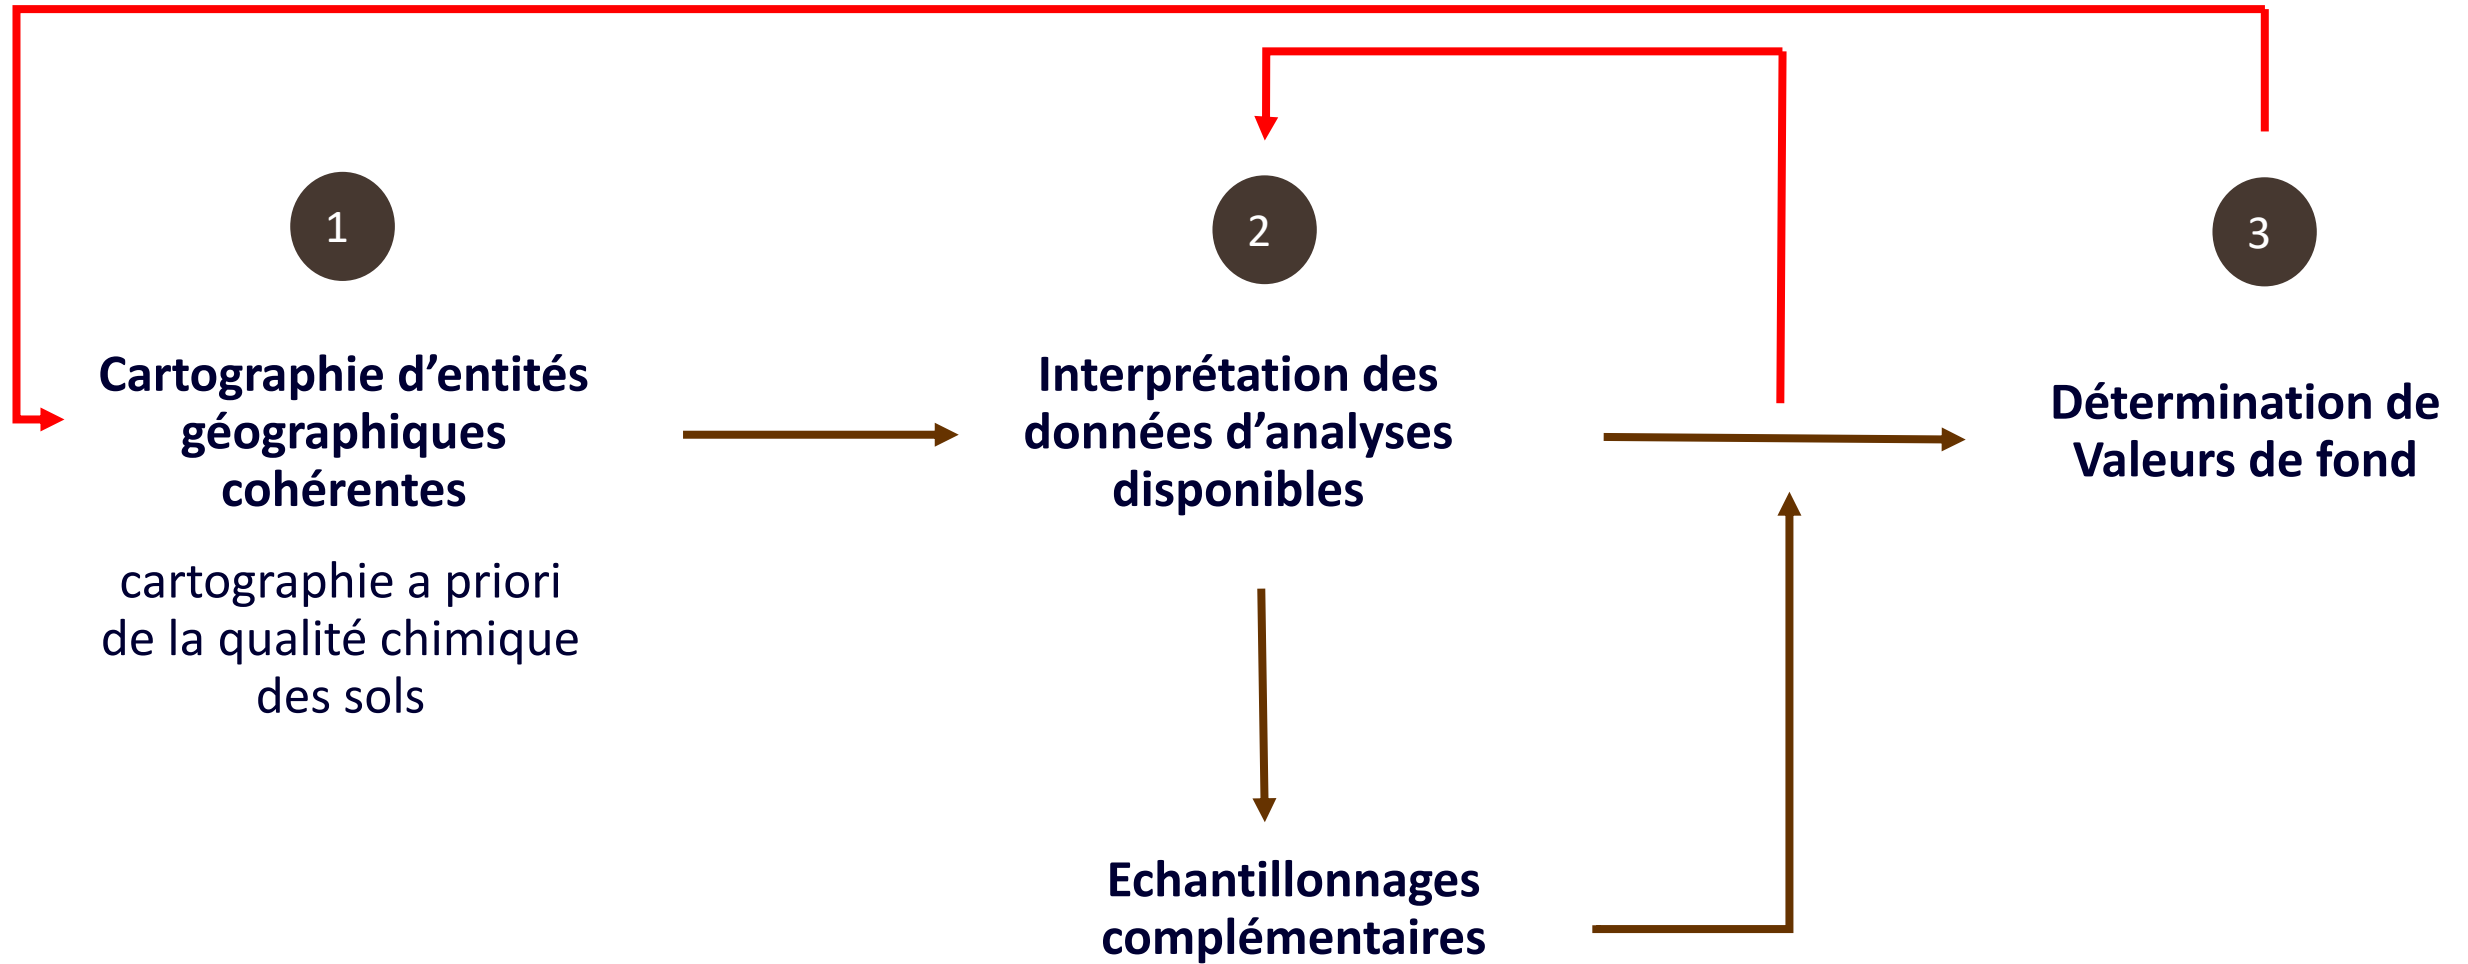 1
Cartographie d’entités
géographiques
cohérentes
cartographie a priori
de la qualité chimique
des sols
2
Interprétation des
données d’analyses
disponibles
Echantillonnages
complémentaires
3
Détermination de
Valeurs de fond